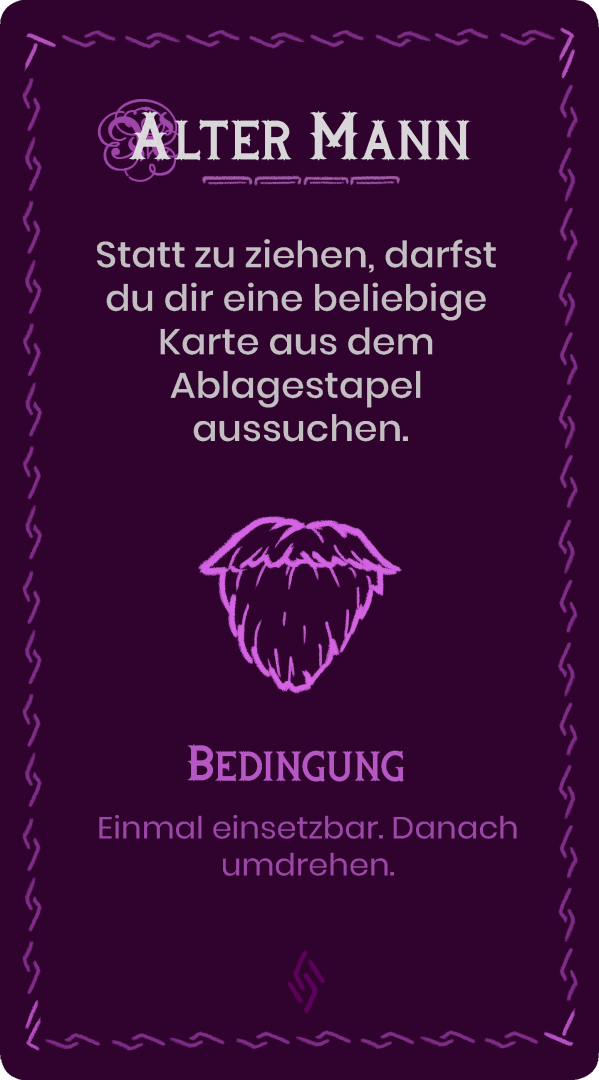 Alter Mann
Statt zu ziehen, darfst
du dir eine beliebige
Karte aus dem
Ablagestapel
aussuchen.
Bedingung
Einmal einsetzbar. Danach
umdrehen.